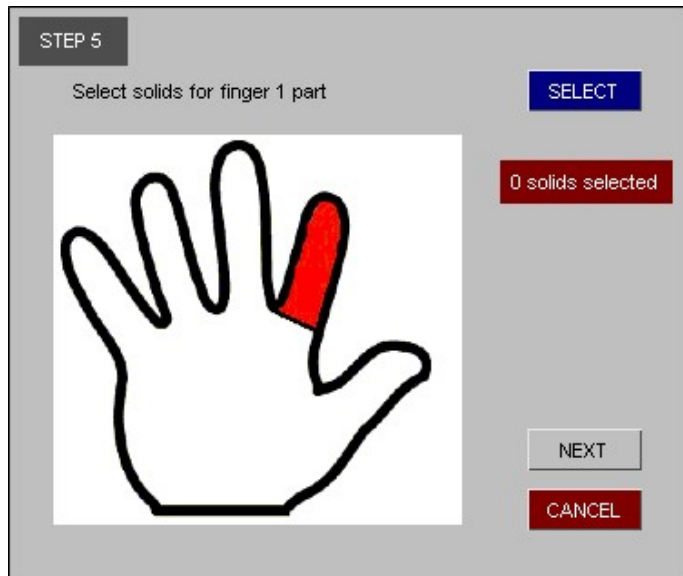 STEP 5
Select solids for finger 1 part
SELECT
0 solids selected
NEXT
CANCEL